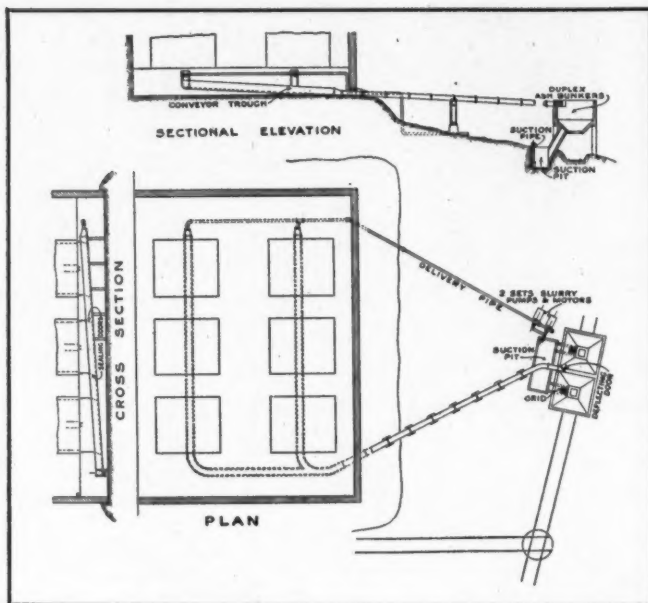 DUPLEX
ASH BUNKERS
CONVEYOR TROUGH
SECTIONAL ELEVATION
SUCTION
PIPE
SUCTION
PIT
CROSS SECTION
SEALING DOORS
DELIVERY PIPE
2 SETS SLURRY
PUMPS & MOTORS
SUCTION
PIT
GRID
DEFLECTING
DOOR
PLAN